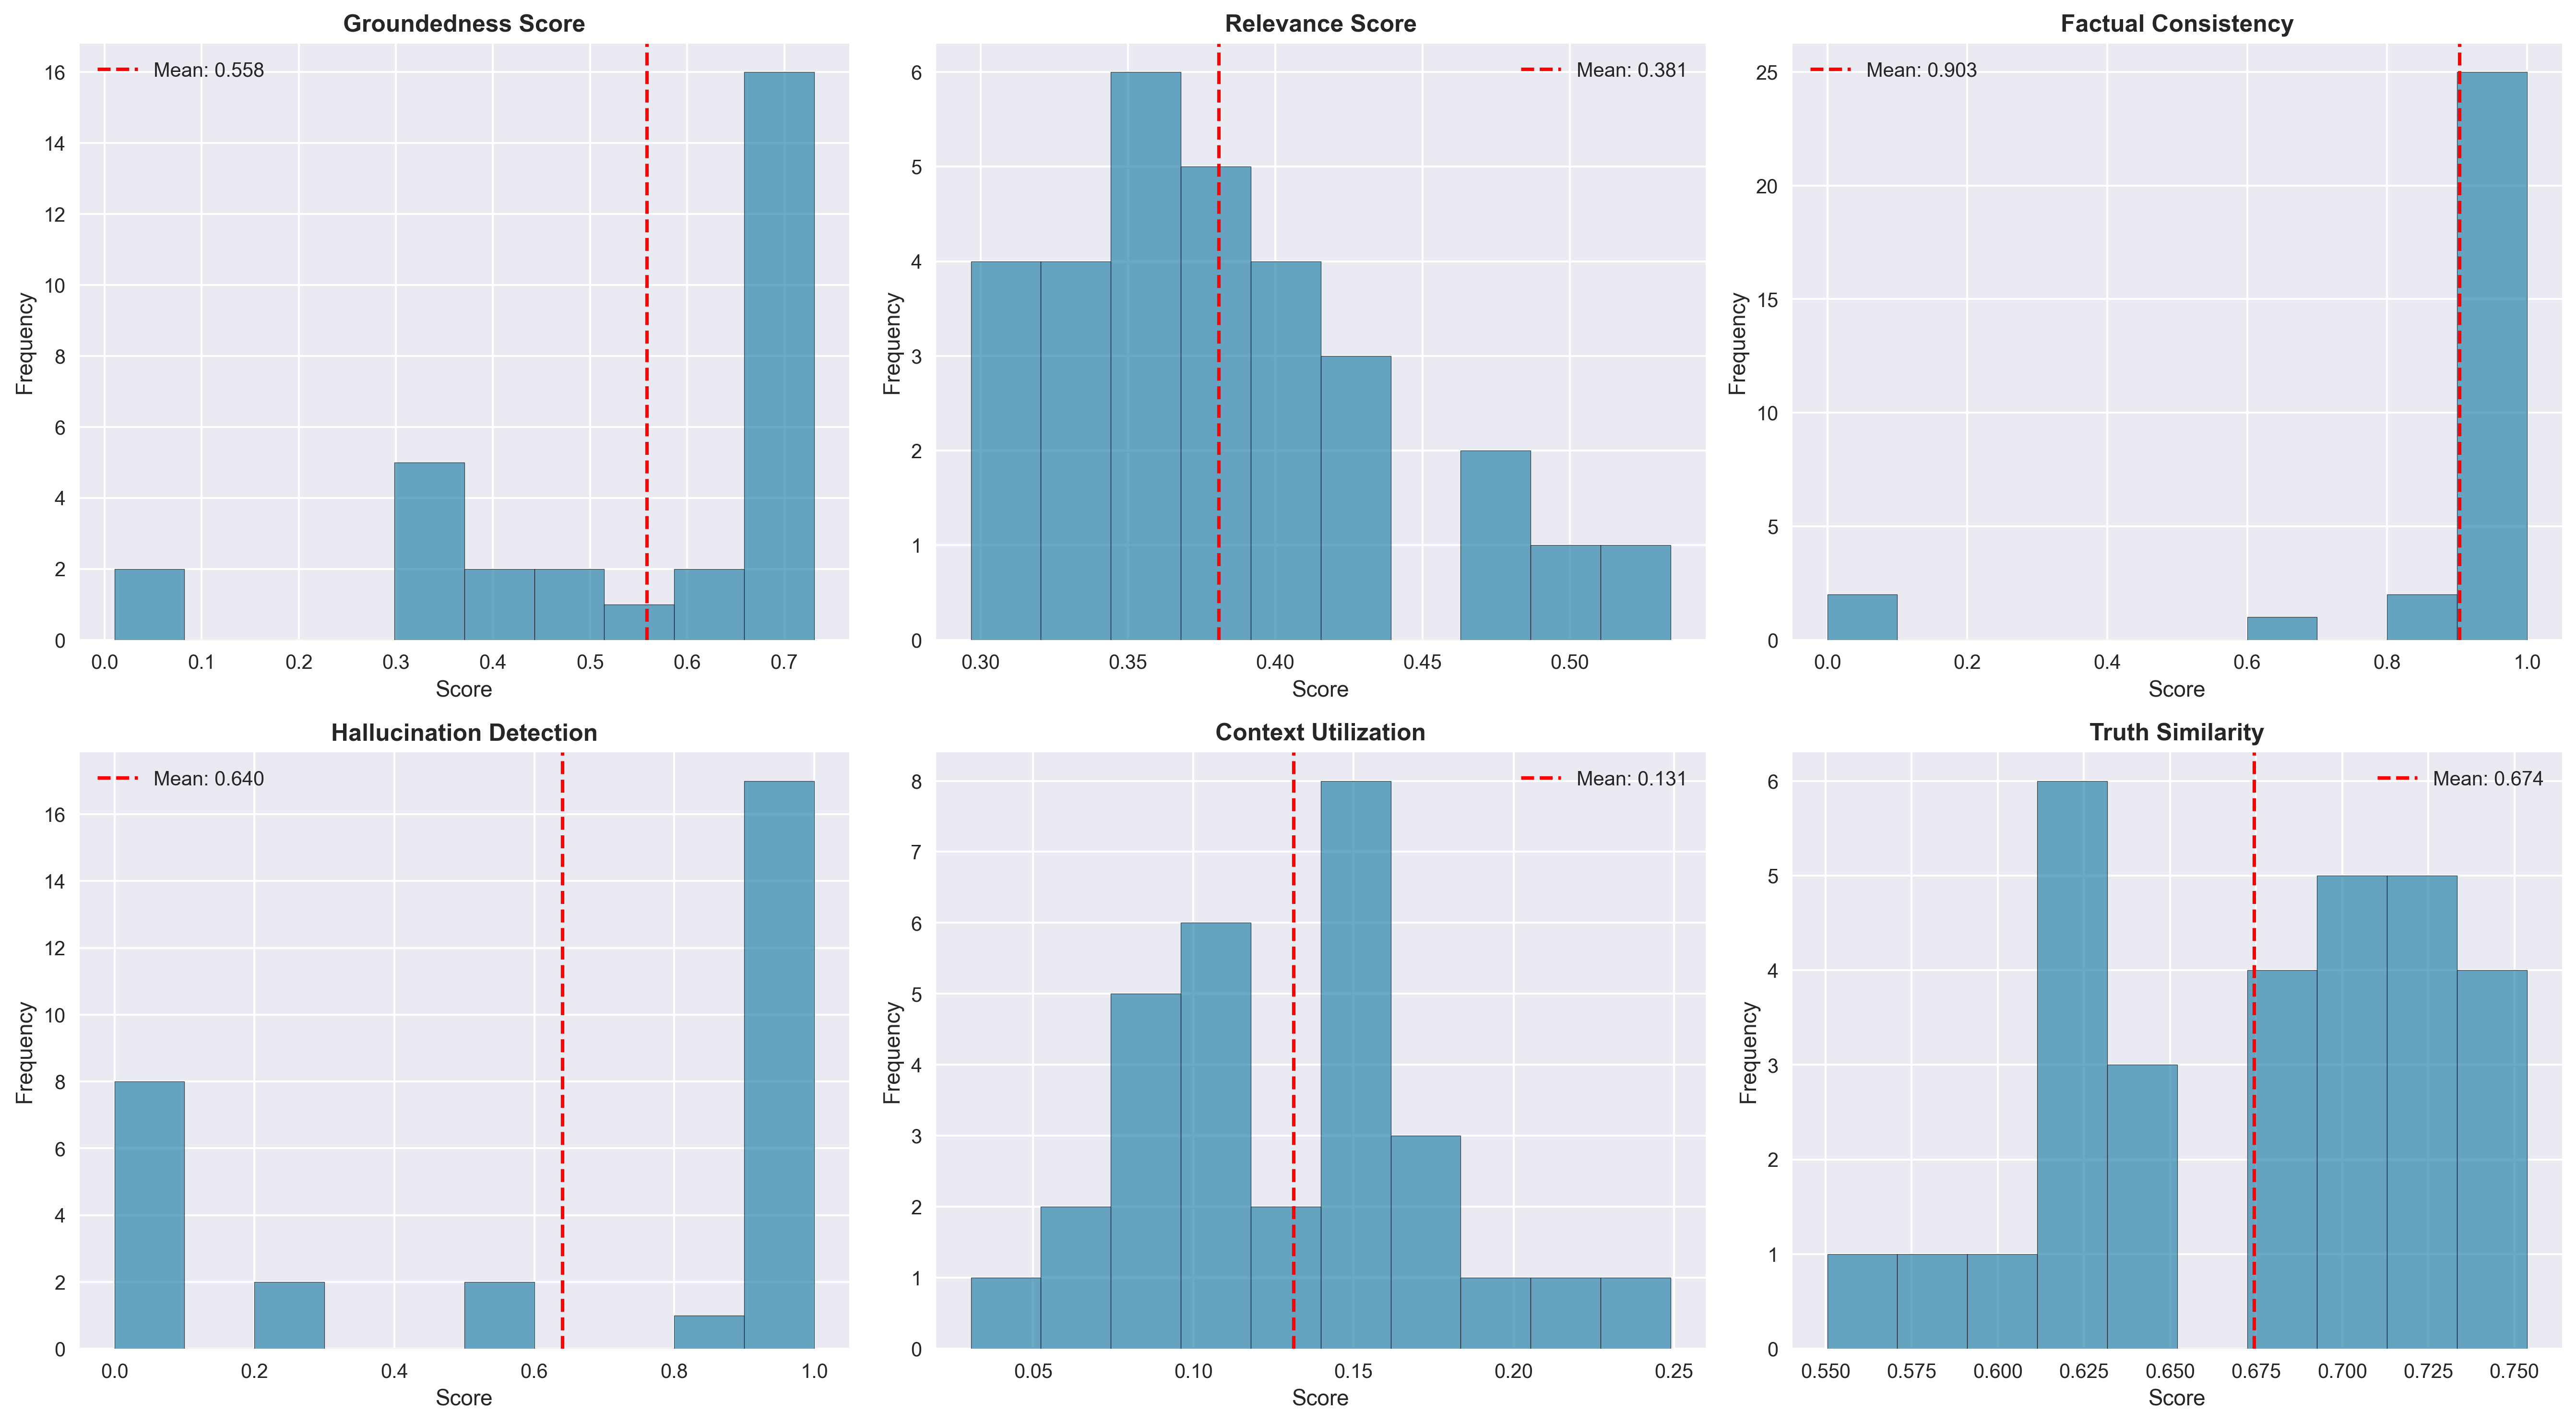 Groundedness Score
Mean: 0.558
16
14
12
10
8
6
4
2
0
Frequency
0.0 0.1 0.2 0.3 0.4 0.5 0.6 0.7
Score
Relevance Score
Mean: 0.381
6
5
4
3
2
1
0
Frequency
0.30 0.35 0.40 0.45 0.50
Score
Factual Consistency
Mean: 0.903
25
20
15
10
5
0
Frequency
0.0 0.2 0.4 0.6 0.8 1.0
Score
Hallucination Detection
Mean: 0.640
16
14
12
10
8
6
4
2
0
Frequency
0.0 0.2 0.4 0.6 0.8 1.0
Score
Context Utilization
Mean: 0.131
8
7
6
5
4
3
2
1
0
Frequency
0.05 0.10 0.15 0.20 0.25
Score
Truth Similarity
Mean: 0.674
6
5
4
3
2
1
0
Frequency
0.550 0.575 0.600 0.625 0.650 0.675 0.700 0.725 0.750
Score